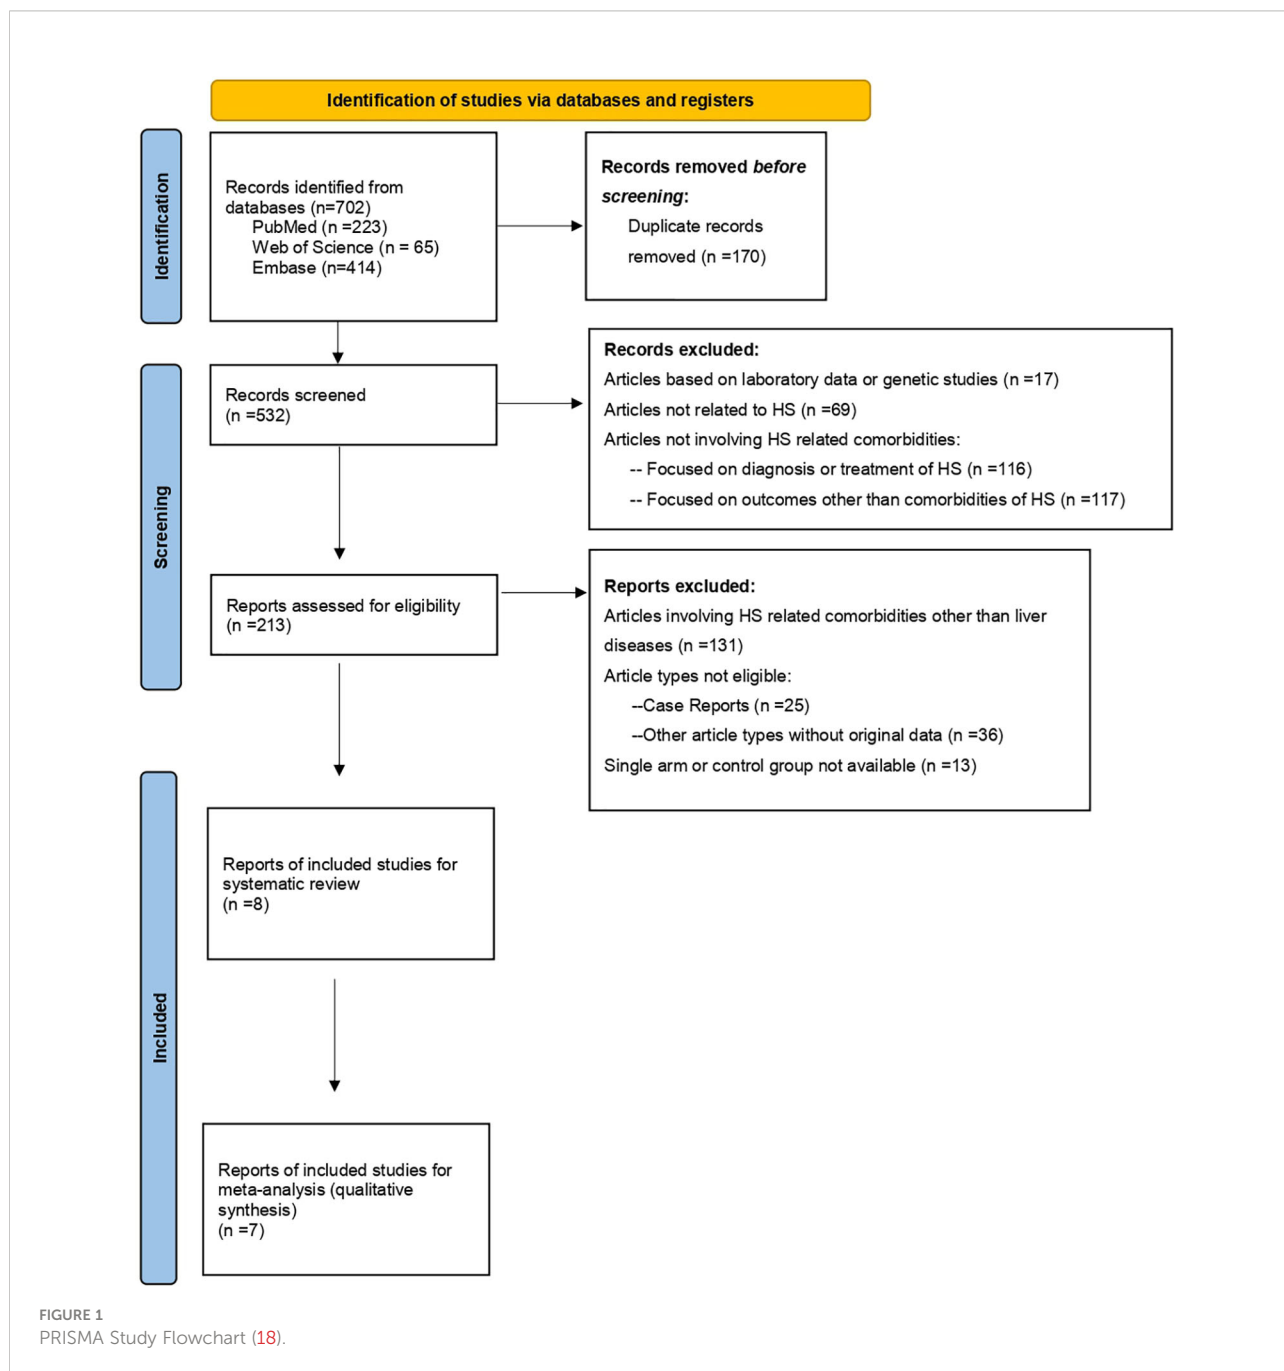 Identification of studies via databases and registers
Identification
Records identified from
databases (n=702)
PubMed (n =223)
Web of Science (n = 65)
Embase (n=414)
Records removed before
screening:
Duplicate records
removed (n =170)
Screening
Records screened
(n =532)
Records excluded:
Articles based on laboratory data or genetic studies (n =17)
Articles not related to HS (n =69)
Articles not involving HS related comorbidities:
-- Focused on diagnosis or treatment of HS (n =116)
-- Focused on outcomes other than comorbidities of HS (n =117)
Reports assessed for eligibility
(n =213)
Reports excluded:
Articles involving HS related comorbidities other than liver
diseases (n =131)
Article types not eligible:
--Case Reports (n =25)
--Other article types without original data (n =36)
Single arm or control group not available (n =13)
Included
Reports of included studies for
systematic review
(n =8)
Reports of included studies for
meta-analysis (qualitative
synthesis)
(n =7)
FIGURE 1
PRISMA Study Flowchart (18).